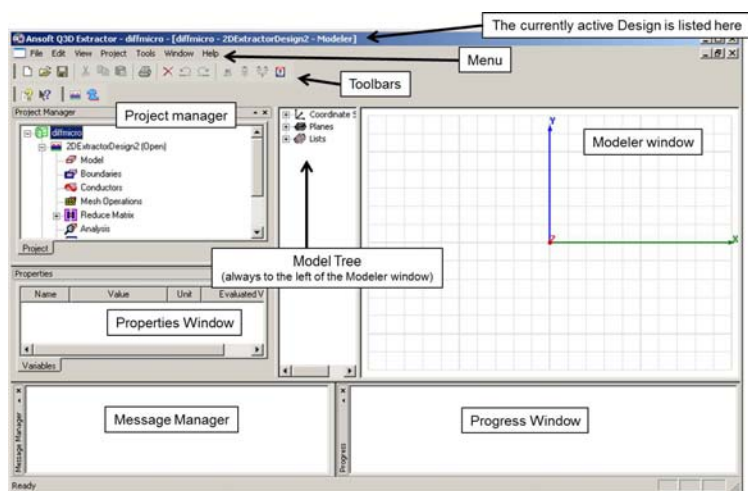 The currently active Design is listed here
Ansoft Q3D Extractor - diffmicro - [diffmicro - 2DExtractorDesign2 - Modeler]
File Edit View Project Tools Window Help
Menu
Toolbars
Project Manager
Project manager
diffmicro
2DExtractorDesign2 (Open)
Model
Boundaries
Conductors
Mesh Operations
Reduce Matrix
Analysis
Project
Coordinate S
Planes
Lists
Y
Modeler window
X
Z
Model Tree
(always to the left of the Modeler window)
Properties
Name Value Unit Evaluated V
Properties Window
Variables
Message Manager
Message Manager
Progress
Progress Window
Ready